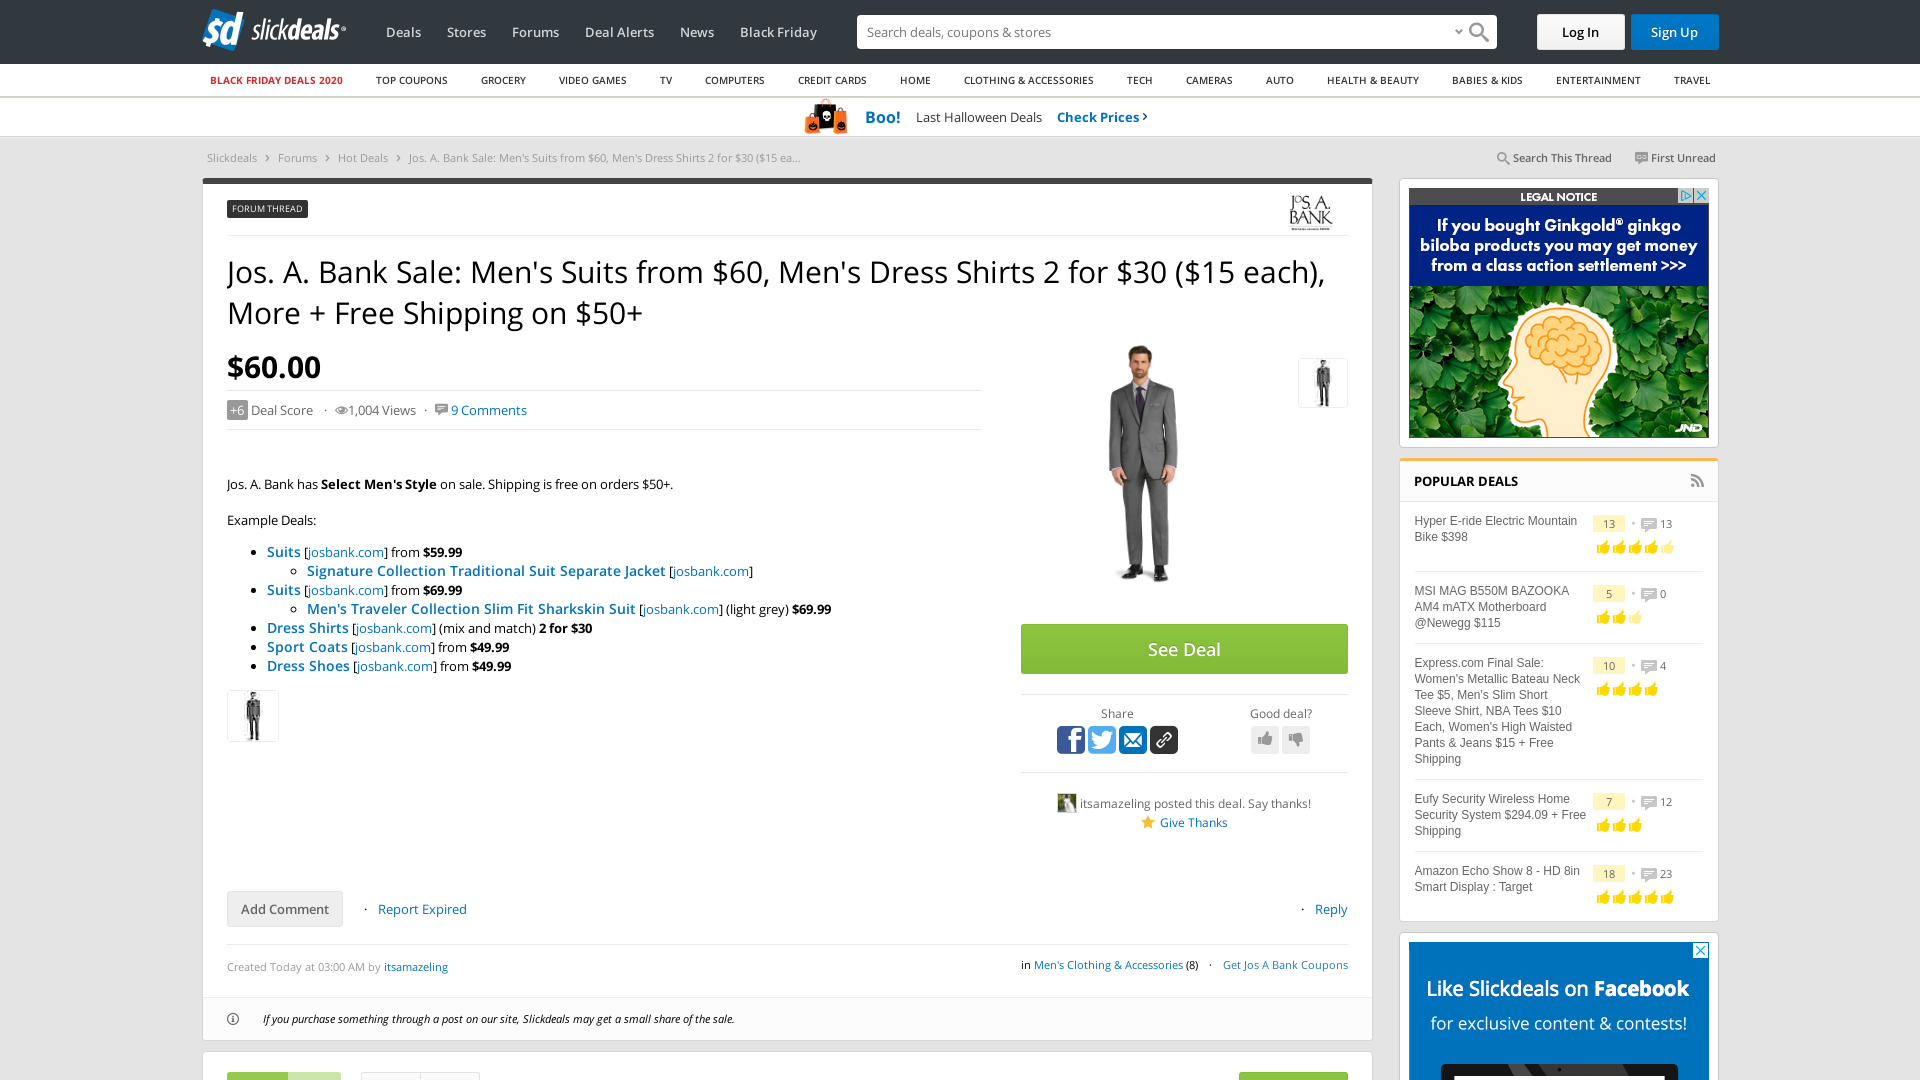 slickdeals
Deals
Stores
Forums
Deal Alerts
News
Black Friday
Search deals, coupons & stores
Log In
Sign Up
BLACK FRIDAY DEALS 2020
TOP COUPONS
GROCERY
VIDEO GAMES
TV
COMPUTERS
CREDIT CARDS
HOME
CLOTHING & ACCESSORIES
TECH
CAMERAS
AUTO
HEALTH & BEAUTY
BABIES & KIDS
ENTERTAINMENT
TRAVEL
Boo! Last Halloween Deals Check Prices ›
Slickdeals › Forums › Hot Deals › Jos. A. Bank Sale: Men's Suits from $60, Men's Dress Shirts 2 for $30 ($15 ea...
Search This Thread
First Unread
FORUM THREAD
JOS. A.
BANK
Jos. A. Bank Sale: Men's Suits from $60, Men's Dress Shirts 2 for $30 ($15 each),
More + Free Shipping on $50+
$60.00
+6 Deal Score · 1,004 Views · 9 Comments
Jos. A. Bank has Select Men's Style on sale. Shipping is free on orders $50+.
Example Deals:
Suits [josbank.com] from $59.99
Signature Collection Traditional Suit Separate Jacket [josbank.com]
Suits [josbank.com] from $69.99
Men's Traveler Collection Slim Fit Sharkskin Suit [josbank.com] (light grey) $69.99
Dress Shirts [josbank.com] (mix and match) 2 for $30
Sport Coats [josbank.com] from $49.99
Dress Shoes [josbank.com] from $49.99
See Deal
Share
Good deal?
itsamazeling posted this deal. Say thanks!
Give Thanks
Add Comment · Report Expired
· Reply
Created Today at 03:00 AM by itsamazeling
in Men's Clothing & Accessories (8) · Get Jos A Bank Coupons
If you purchase something through a post on our site, Slickdeals may get a small share of the sale.
LEGAL NOTICE
If you bought Ginkgold® ginkgo
biloba products you may get money
from a class action settlement >>>
JND
POPULAR DEALS
Hyper E-ride Electric Mountain
Bike $398
13 • 13
MSI MAG B550M BAZOOKA
AM4 mATX Motherboard
@Newegg $115
5 • 0
Express.com Final Sale:
Women's Metallic Bateau Neck
Tee $5, Men's Slim Short
Sleeve Shirt, NBA Tees $10
Each, Women's High Waisted
Pants & Jeans $15 + Free
Shipping
10 • 4
Eufy Security Wireless Home
Security System $294.09 + Free
Shipping
7 • 12
Amazon Echo Show 8 - HD 8in
Smart Display : Target
18 • 23
Like Slickdeals on Facebook
for exclusive content & contests!